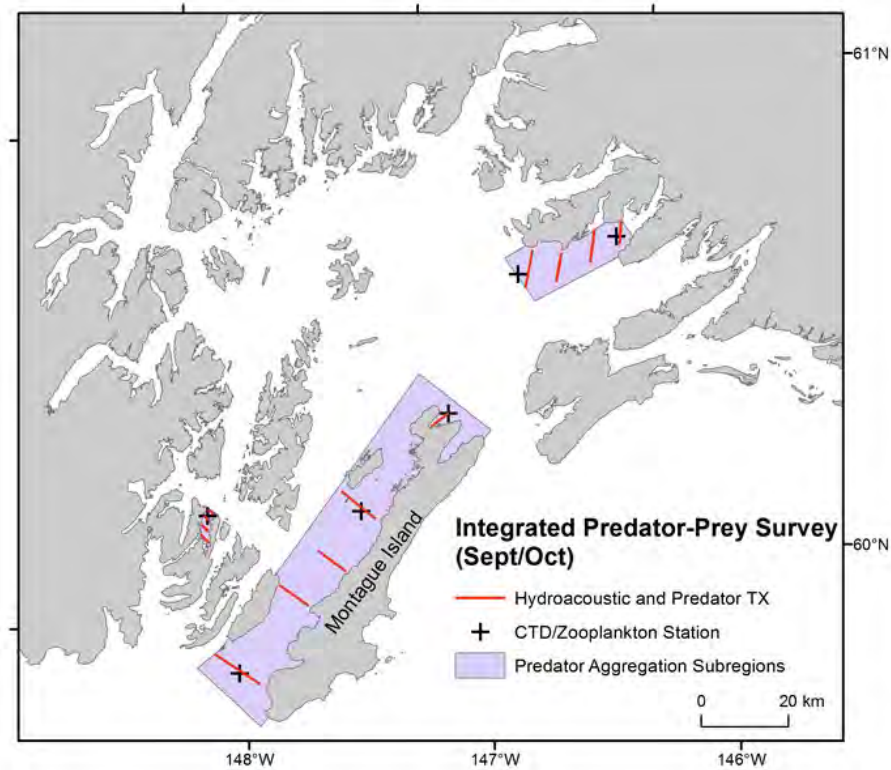 61°N
60°N
Montague Island
Integrated Predator-Prey Survey
(Sept/Oct)
Hydroacoustic and Predator TX
CTD/Zooplankton Station
Predator Aggregation Subregions
0 20 km
148°W 147°W 146°W